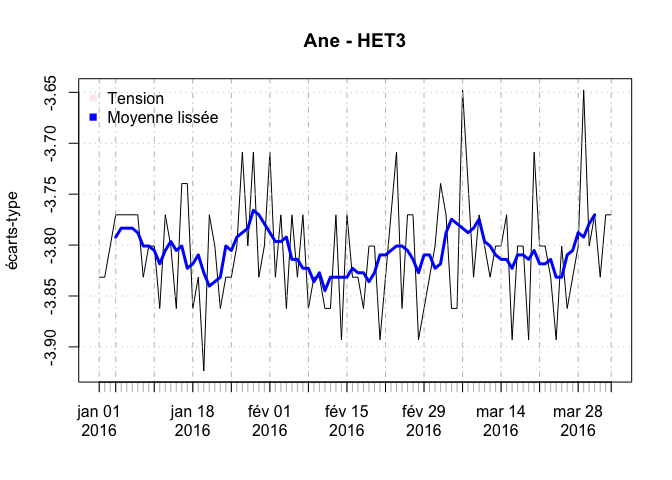 Ane - HET3
écarts-type
-3.65
-3.70
-3.75
-3.80
-3.85
-3.90
Tension
Moyenne lissée
jan 01
2016
jan 18
2016
fév 01
2016
fév 15
2016
fév 29
2016
mar 14
2016
mar 28
2016